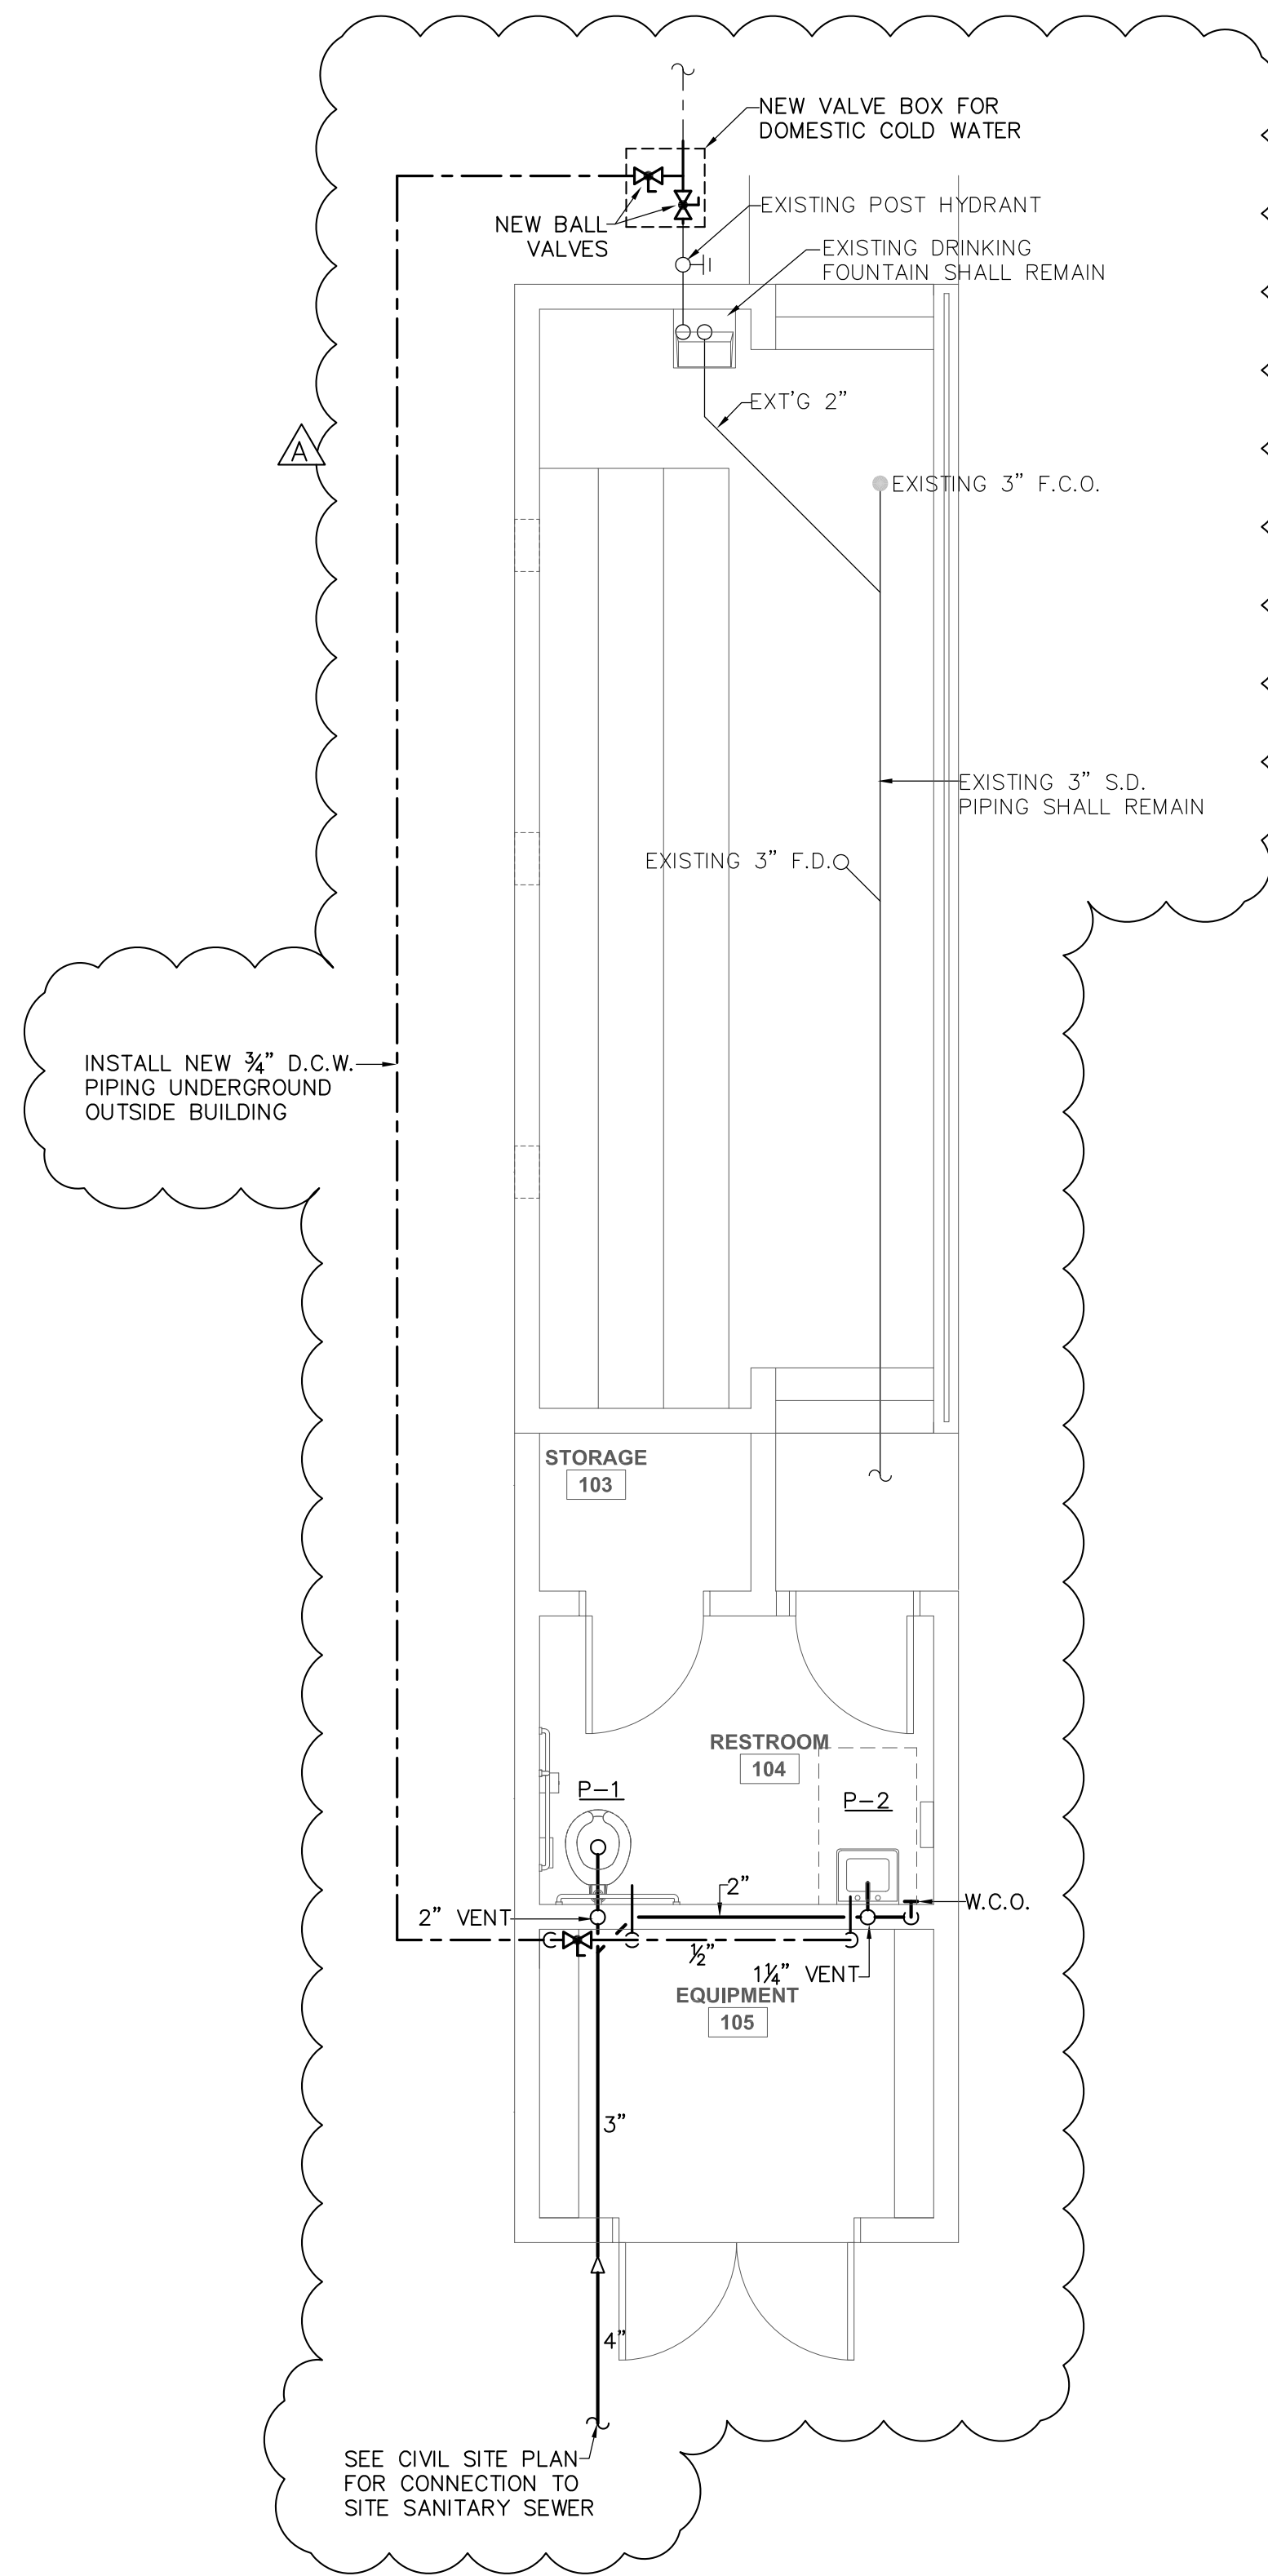 NEW VALVE BOX FOR
DOMESTIC COLD WATER
NEW BALL
VALVES
EXISTING POST HYDRANT
EXISTING DRINKING
FOUNTAIN SHALL REMAIN
EXT'G 2"
A
EXISTING 3" F.C.O.
EXISTING 3" S.D.
PIPING SHALL REMAIN
EXISTING 3" F.D.
INSTALL NEW ¾" D.C.W.
PIPING UNDERGROUND
OUTSIDE BUILDING
STORAGE
103
RESTROOM
104
P-1
P-2
2"
W.C.O.
2" VENT
½"
1¼" VENT
EQUIPMENT
105
3"
4"
SEE CIVIL SITE PLAN
FOR CONNECTION TO
SITE SANITARY SEWER